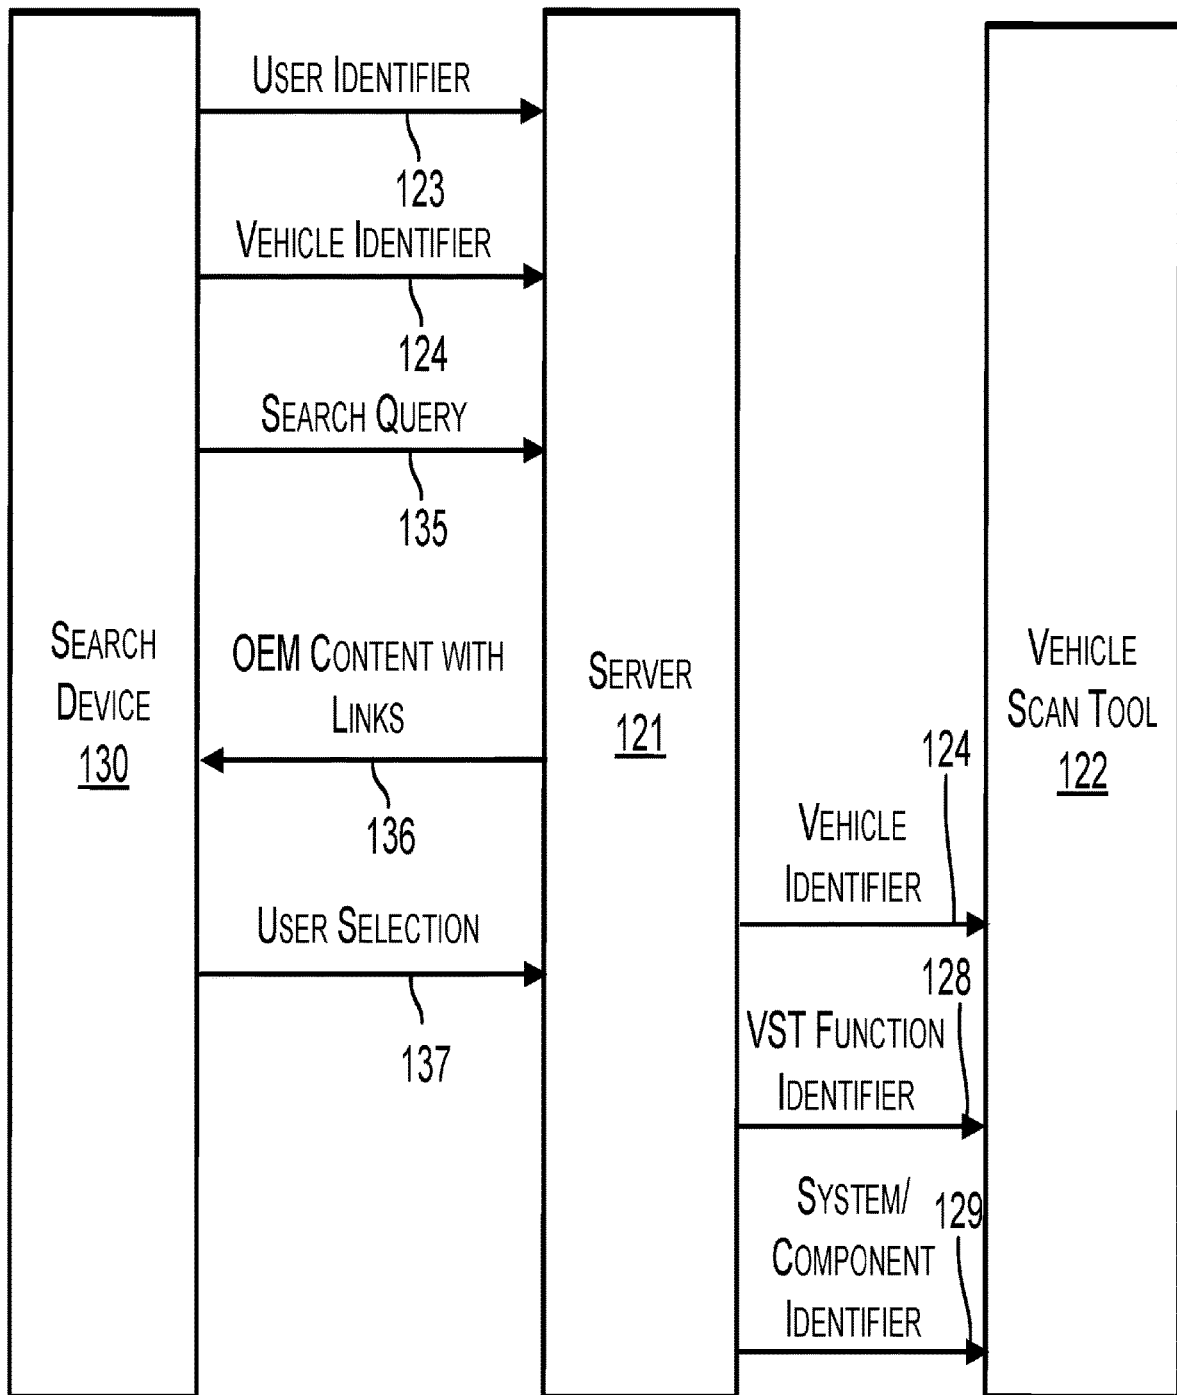 USER IDENTIFIER
123
VEHICLE IDENTIFIER
124
SEARCH QUERY
135
SEARCH
DEVICE
130
OEM CONTENT WITH
LINKS
136
USER SELECTION
137
SERVER
121
VEHICLE
SCAN TOOL
122
124
VEHICLE
IDENTIFIER
128
VST FUNCTION
IDENTIFIER
SYSTEM/
129
COMPONENT
IDENTIFIER